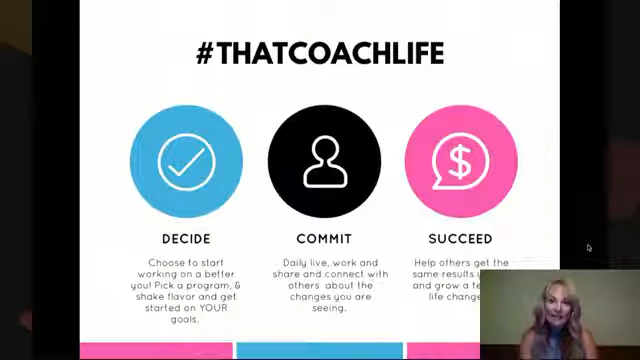 #THATCOACHLIFE
DECIDE
Choose to start
working on a better
you! Pick a program, &
shake flavor and get
started on YOUR
goals.
COMMIT
Daily live, work and
share and connect with
others about the
changes you are
seeing.
SUCCEED
Help others get the
same results
and grow a
life